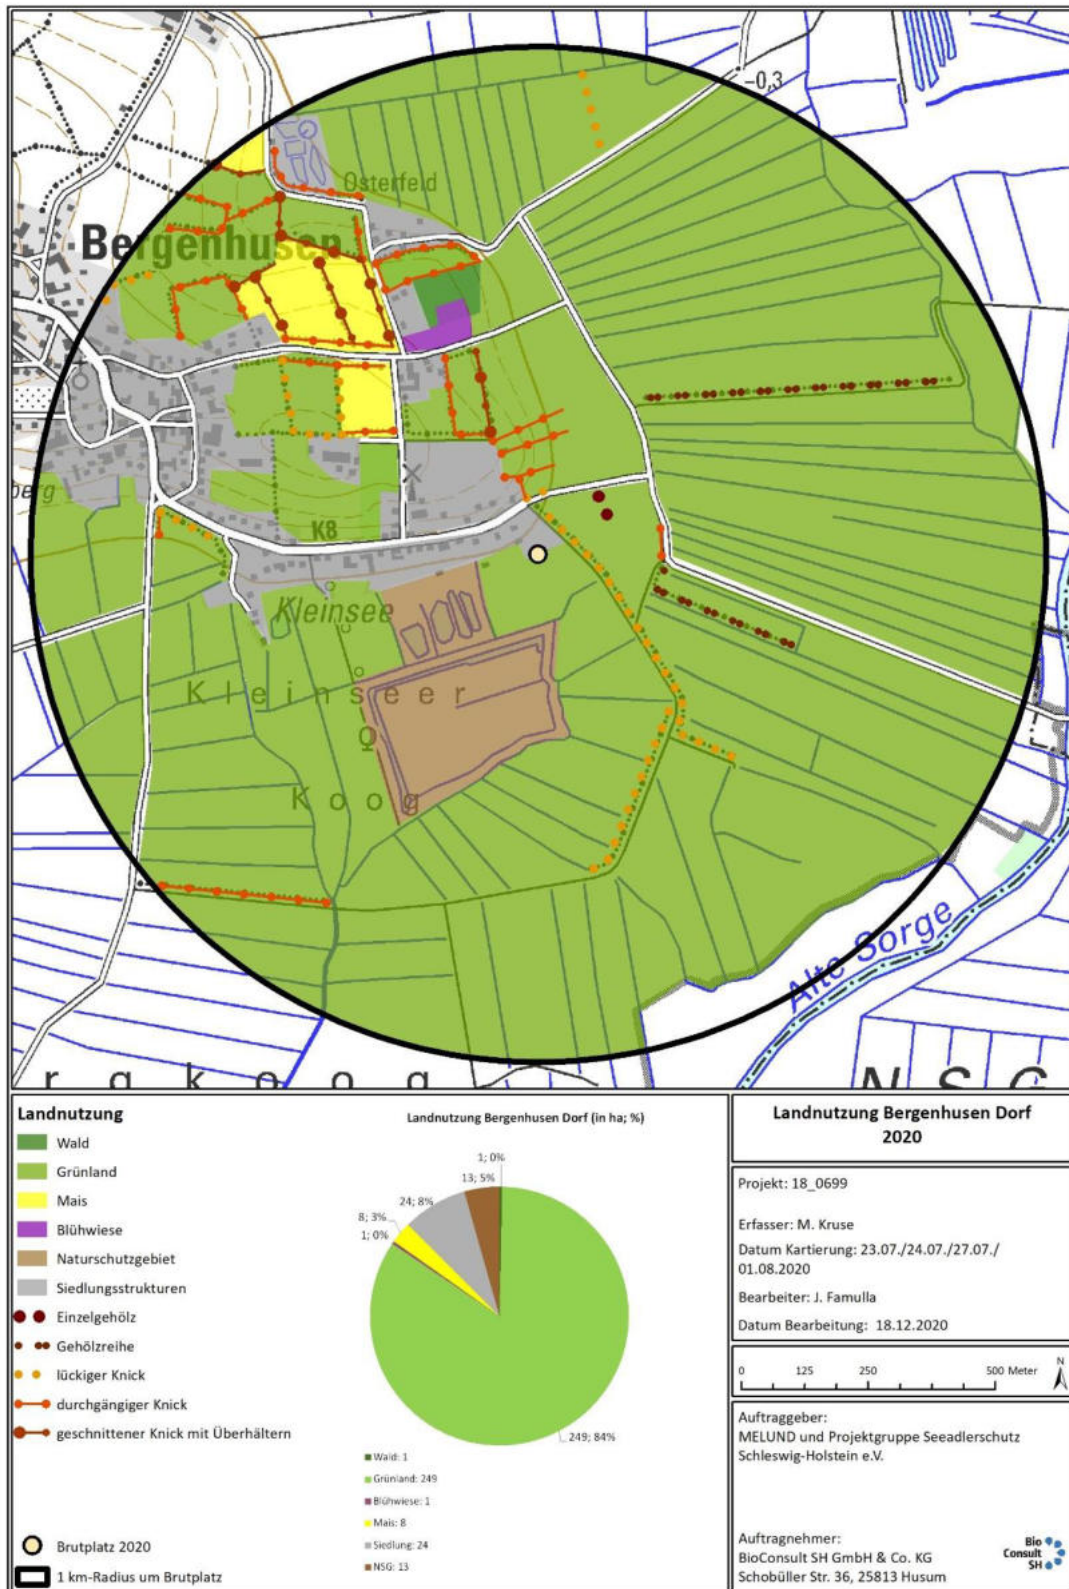 -0,3
Osterfeld
Bergenhusen
berg
K8
Kleinsee
Kleinseer
Koog
Alte Sorge
r g k o o g
N S G
Landnutzung
Wald
Grünland
Mais
Blühwiese
Naturschutzgebiet
Siedlungsstrukturen
Einzelgehölz
Gehölzreihe
lückiger Knick
durchgängiger Knick
geschnittener Knick mit Überhältern
Brutplatz 2020
1 km-Radius um Brutplatz
Landnutzung Bergenhusen Dorf (in ha; %)
1; 0%
13; 5%
24; 8%
8; 3%
1; 0%
249; 84%
Wald: 1
Grünland: 249
Blühwiese: 1
Mais: 8
Siedlung: 24
NSG: 13
Landnutzung Bergenhusen Dorf
2020
Projekt: 18_0699
Erfasser: M. Kruse
Datum Kartierung: 23.07./24.07./27.07./
01.08.2020
Bearbeiter: J. Famulla
Datum Bearbeitung: 18.12.2020
0 125 250 500 Meter
N
Auftraggeber:
MELUND und Projektgruppe Seeadlerschutz
Schleswig-Holstein e.V.
Auftragnehmer:
BioConsult SH GmbH & Co. KG
Schobüller Str. 36, 25813 Husum
Bio
Consult
SH